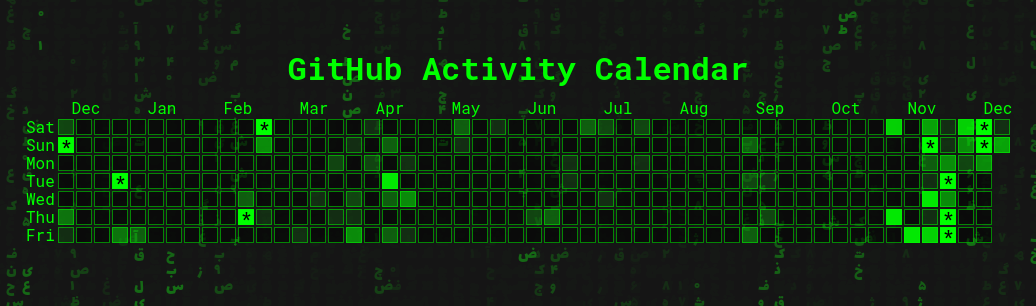 GitHub Activity Calendar
Dec Jan Feb Mar Apr May Jun Jul Aug Sep Oct Nov Dec
Sat * *
Sun * * *
Mon
Tue * *
Wed
Thu * *
Fri *